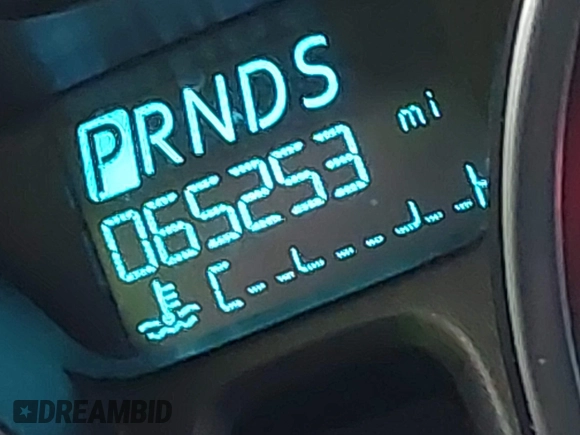 PRNDS
065253 mi
C H
DREAMBID